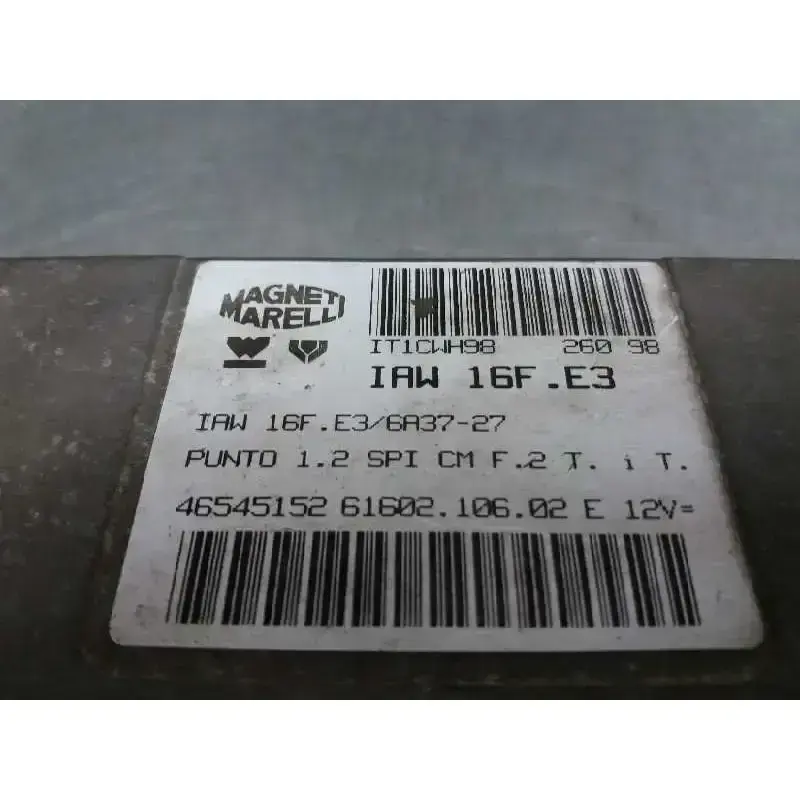 MAGNETI
MARELLI
IT1CWH98 260 98
IAW 16F.E3
IAW 16F.E3/6A37-27
PUNTO 1.2 SPI CM F.2 T. i T.
46545152 61602.106.02 E 12V=